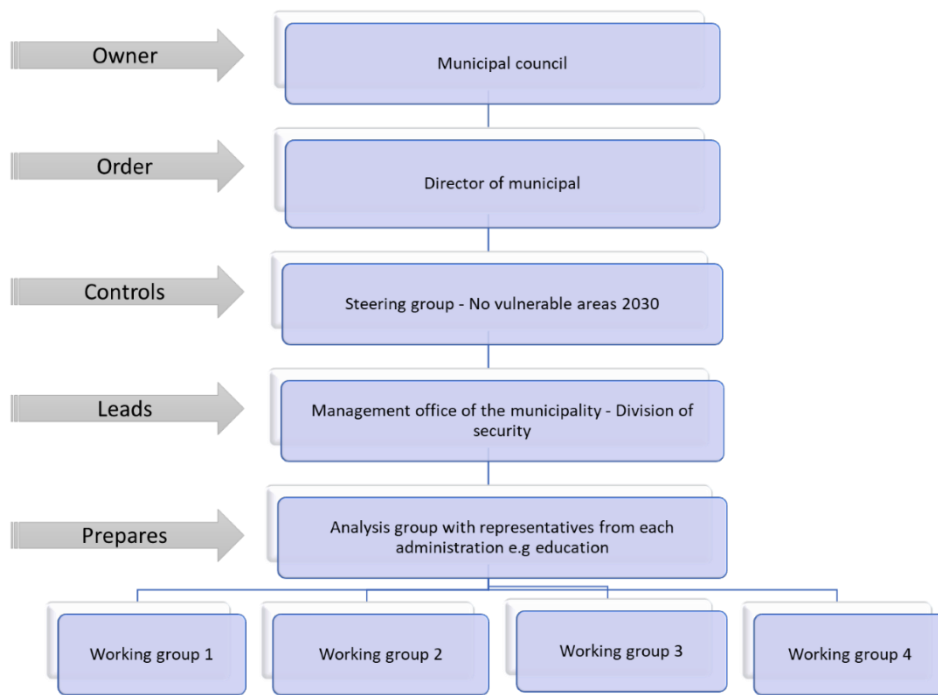 Owner
Municipal council
Order
Director of municipal
Controls
Steering group - No vulnerable areas 2030
Leads
Management office of the municipality - Division of
security
Prepares
Analysis group with representatives from each
administration e.g education
Working group 1
Working group 2
Working group 3
Working group 4